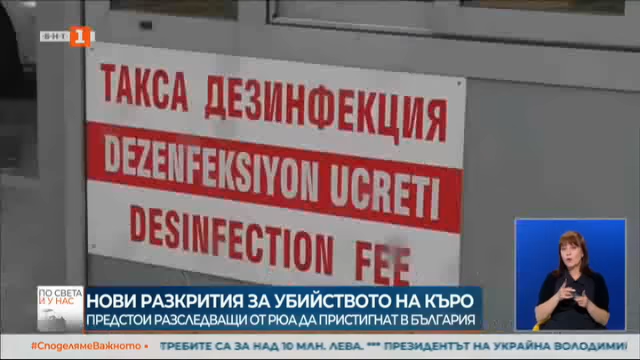 БНТ 1
ТАКСА ДЕЗИНФЕКЦИЯ
DEZENFEKSIYON UCRETI
DESINFECTION FEE
ПО СВЕТА
И У НАС
НОВИ РАЗКРИТИЯ ЗА УБИЙСТВОТО НА КЪРО
ПРЕДСТОИ РАЗСЛЕДВАЩИ ОТ РЮА ДА ПРИСТИГНАТ В БЪЛГАРИЯ
#СподелямеВажното • ТРЕБИТЕ СА ЗА НАД 10 МЛН. ЛЕВА. *** ПРЕЗИДЕНТЪТ НА УКРАЙНА ВОЛОДИМИ